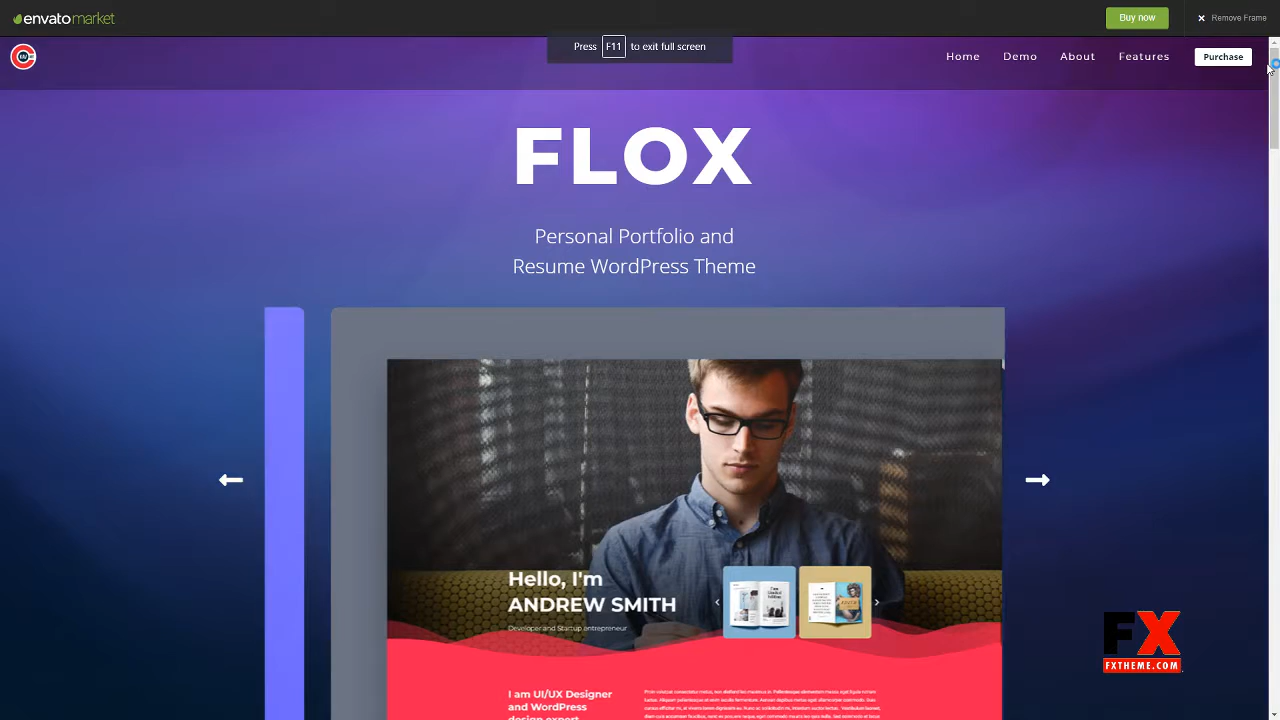 envatomarket
Buy now
Remove Frame
Press F11 to exit full screen
Home Demo About Features Purchase
FLOX
Personal Portfolio and
Resume WordPress Theme
Hello, I'm
ANDREW SMITH
Developer and Startup entrepreneur
I am UI/UX Designer
and WordPress
design expert
FX
FXTHEME.COM